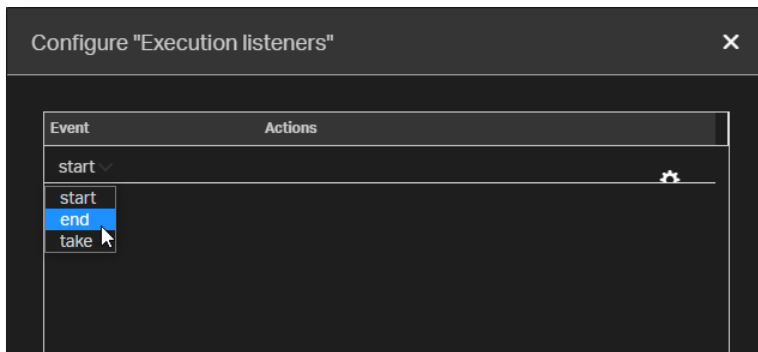 Configure "Execution listeners"
Event Actions
start
start
end
take